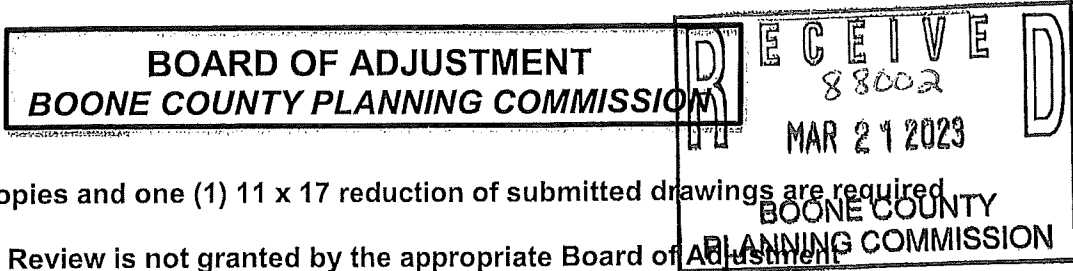 BOARD OF ADJUSTMENT
BOONE COUNTY PLANNING COMMISSION
RECEIVED
88002
MAR 21 2023
BOONE COUNTY
PLANNING COMMISSION
opies and one (1) 11 x 17 reduction of submitted drawings are required
Review is not granted by the appropriate Board of Adjustment